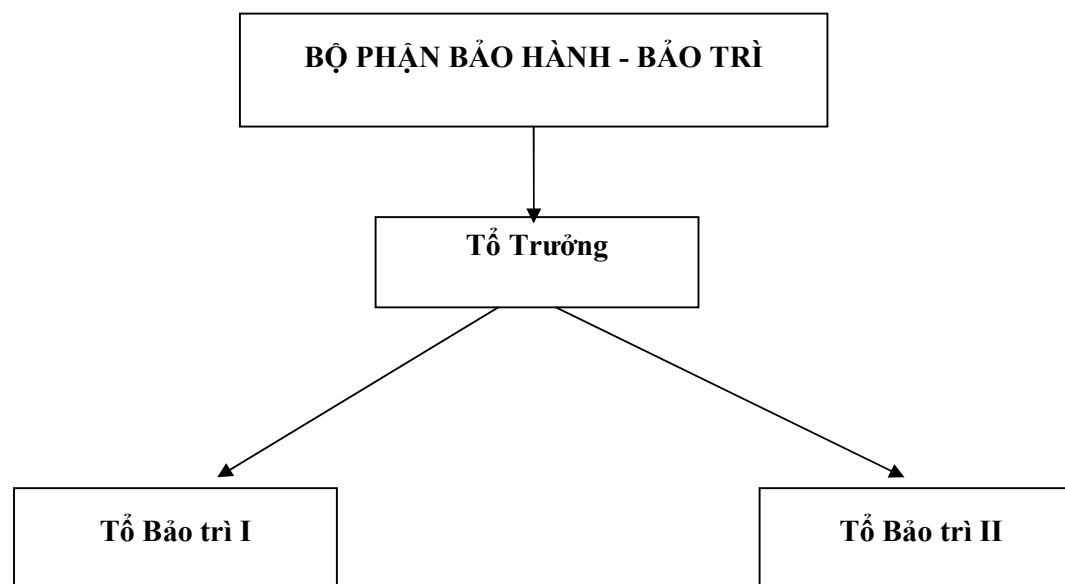 BỘ PHẬN BẢO HÀNH - BẢO TRÌ
Tổ Trưởng
Tổ Bảo trì I
Tổ Bảo trì II